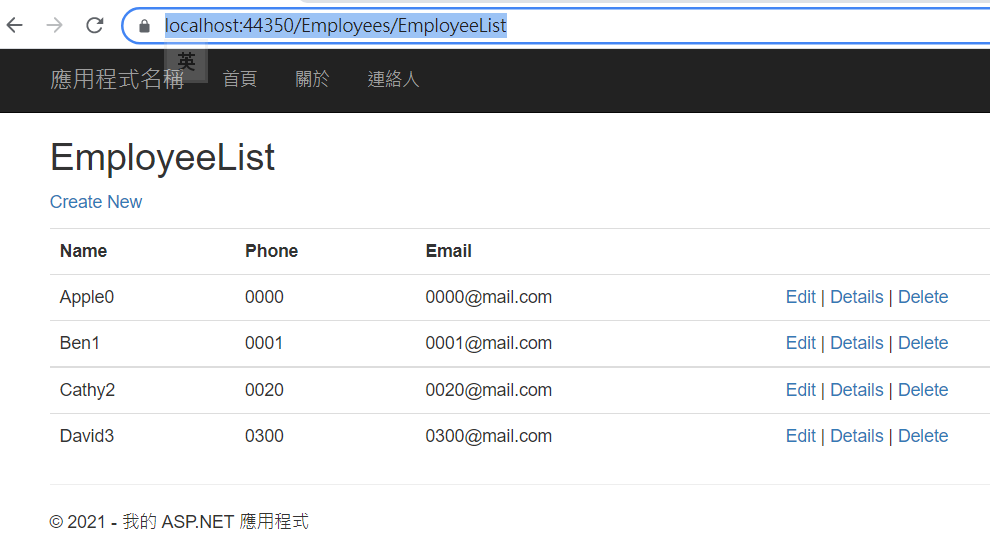 localhost:44350/Employees/EmployeeList
英
應用程式名稱 首頁 關於 連絡人
EmployeeList
Create New
Name Phone Email
Apple0 0000 0000@mail.com Edit | Details | Delete
Ben1 0001 0001@mail.com Edit | Details | Delete
Cathy2 0020 0020@mail.com Edit | Details | Delete
David3 0300 0300@mail.com Edit | Details | Delete
© 2021 - 我的 ASP.NET 應用程式